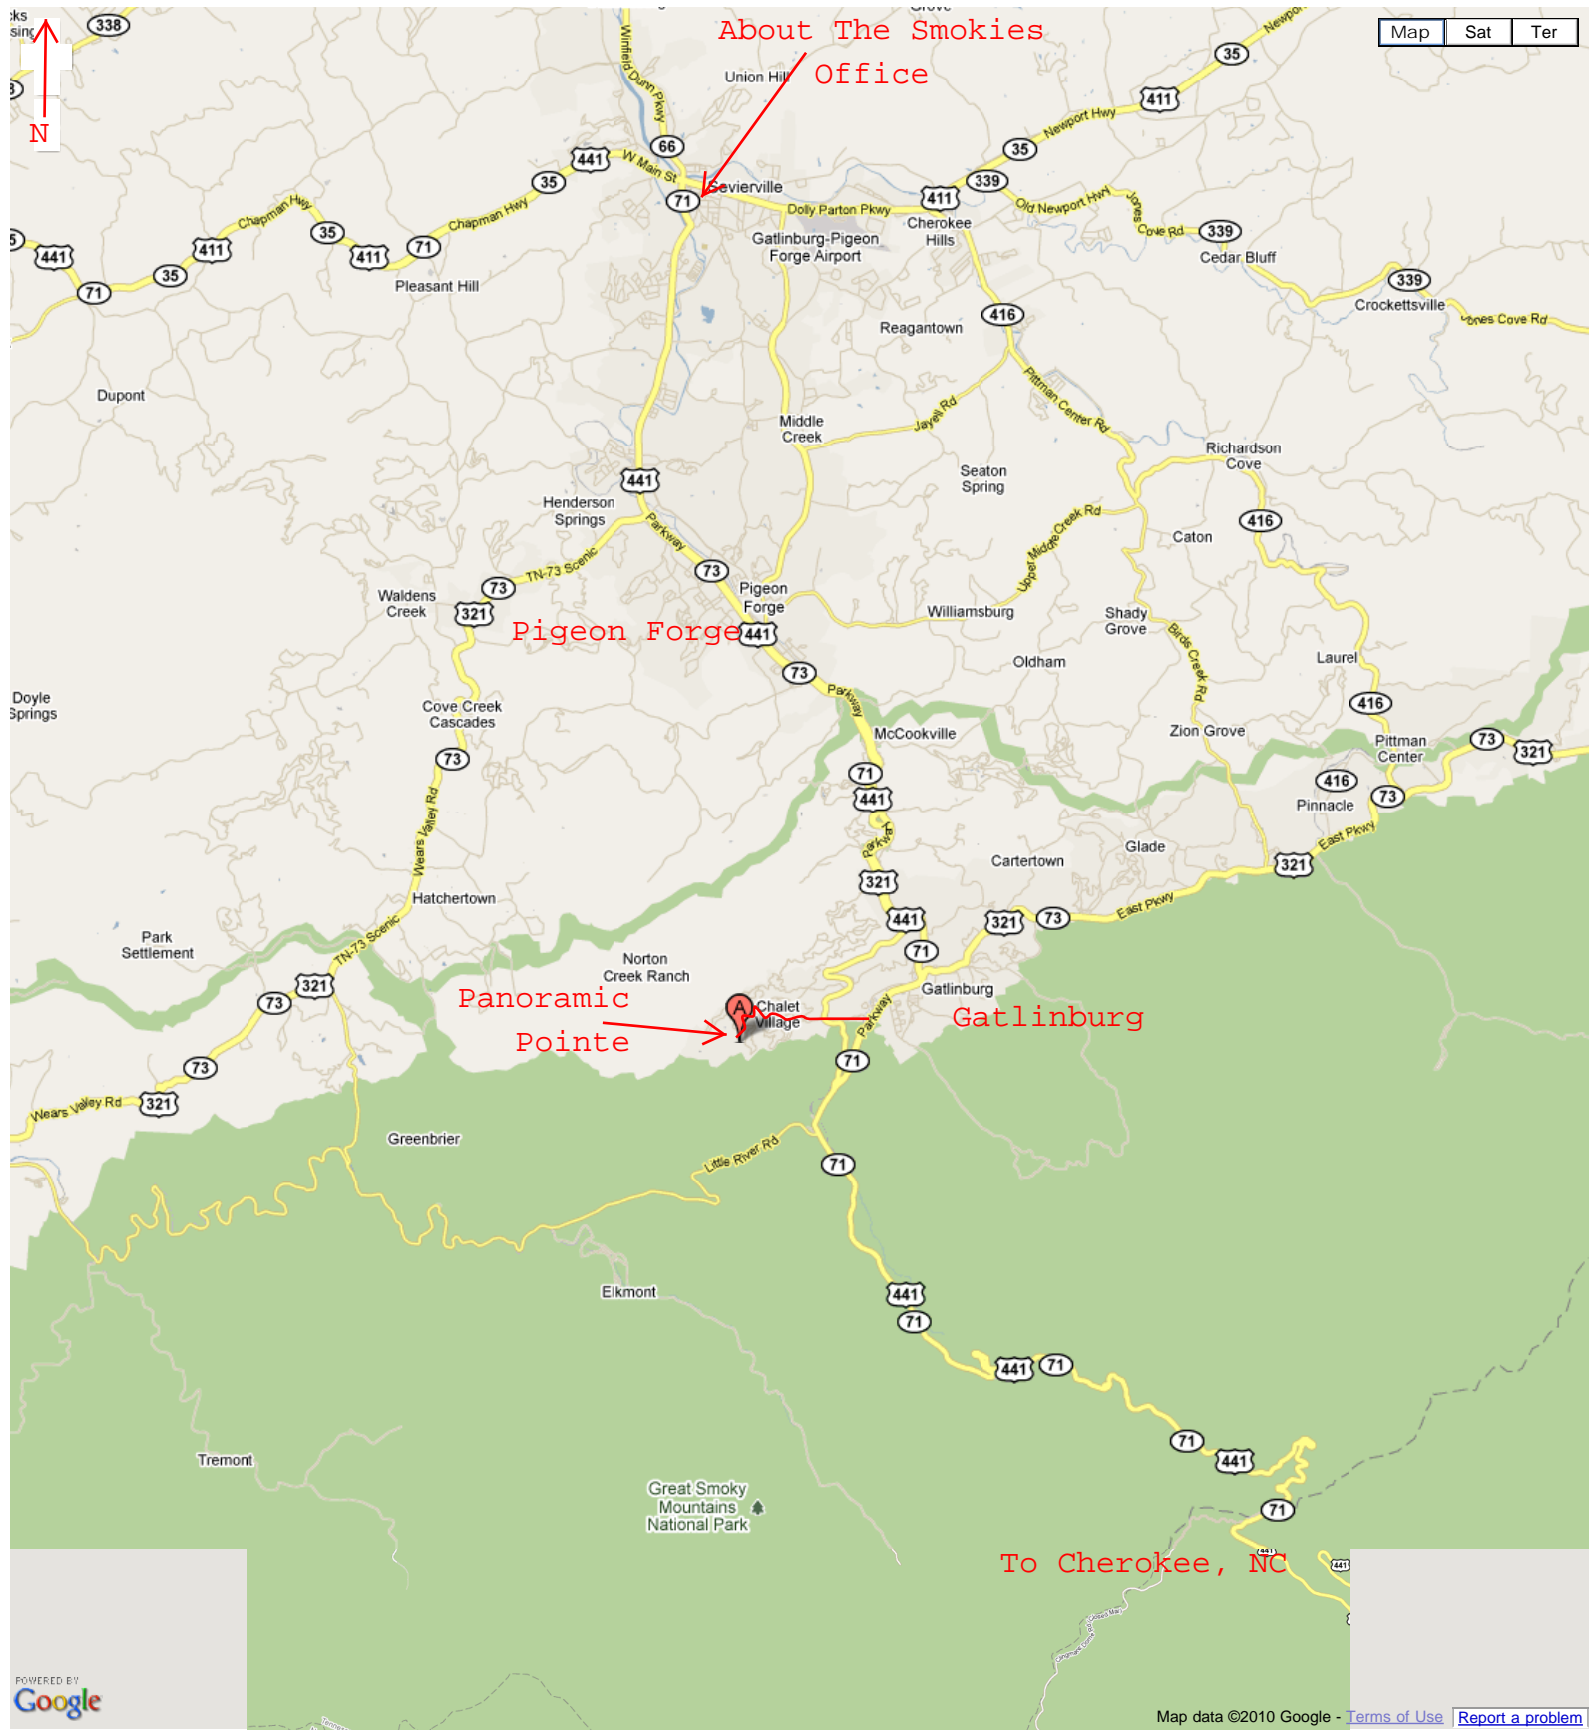 cks
sing
338
Grove
About The Smokies
Office
Map
Sat
Ter
N
Winfield Dunn Pkwy
Union Hill
35
Newport
411
Newport Hwy
66
441
W Main St
35
35
Sevierville
339
411
71
Dolly Parton Pkwy
Old Newport Hwy
Jones
Cove Rd
339
Chapman Hwy
Chapman Hwy
Cherokee
Hills
Gatlinburg-Pigeon
Forge Airport
Cedar Bluff
5
441
411
35
411
71
35
71
Pleasant Hill
339
Crockettsville
Jones Cove Rd
416
Reagantown
Dupont
Pittman Center Rd
Jayell Rd
Middle
Creek
Richardson
Cove
441
Seaton
Spring
Henderson
Springs
Parkway
Upper Middle Creek Rd
416
Caton
TN-73 Scenic
73
73
Pigeon
Forge
Waldens
Creek
321
Williamsburg
Shady
Grove
Pigeon Forge
441
Birds Creek Rd
Oldham
Laurel
73
Parkway
Doyle
Springs
Cove Creek
Cascades
416
McCookville
Zion Grove
Pittman
Center
73
321
73
71
416
441
Pinnacle
73
Wears Valley Rd
Parkway
Glade
East Pkwy
Cartertown
321
321
Hatchertown
441
321
73
East Pkwy
Park
Settlement
TN-73 Scenic
71
Norton
Creek Ranch
321
73
Gatlinburg
Panoramic
Pointe
A
Chalet
Village
Parkway
Gatlinburg
71
73
321
Wears Valley Rd
Greenbrier
Little River Rd
71
Elkmont
441
71
441
71
71
441
Tremont
Great Smoky
Mountains
National Park
71
To Cherokee, NC
441
441
POWERED BY
Google
Map data ©2010 Google - Terms of Use
Report a problem